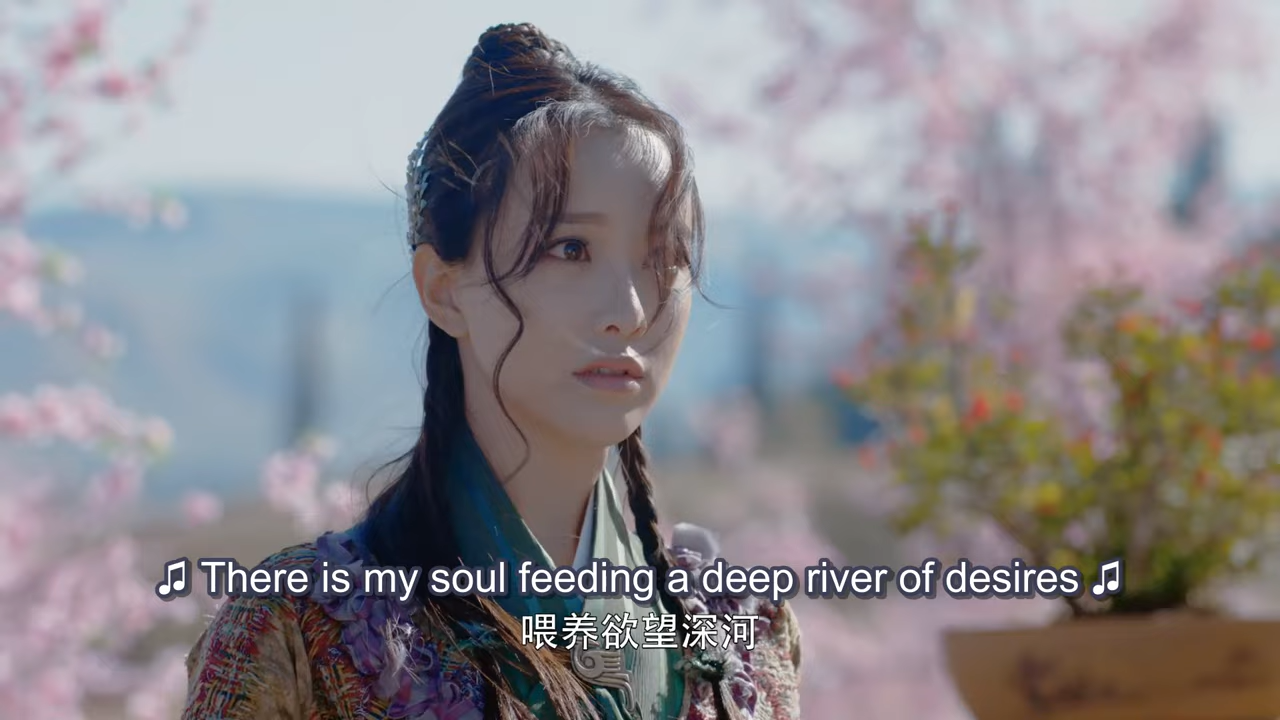 ♫ There is my soul feeding a deep river of desires ♫
喂养欲望深河